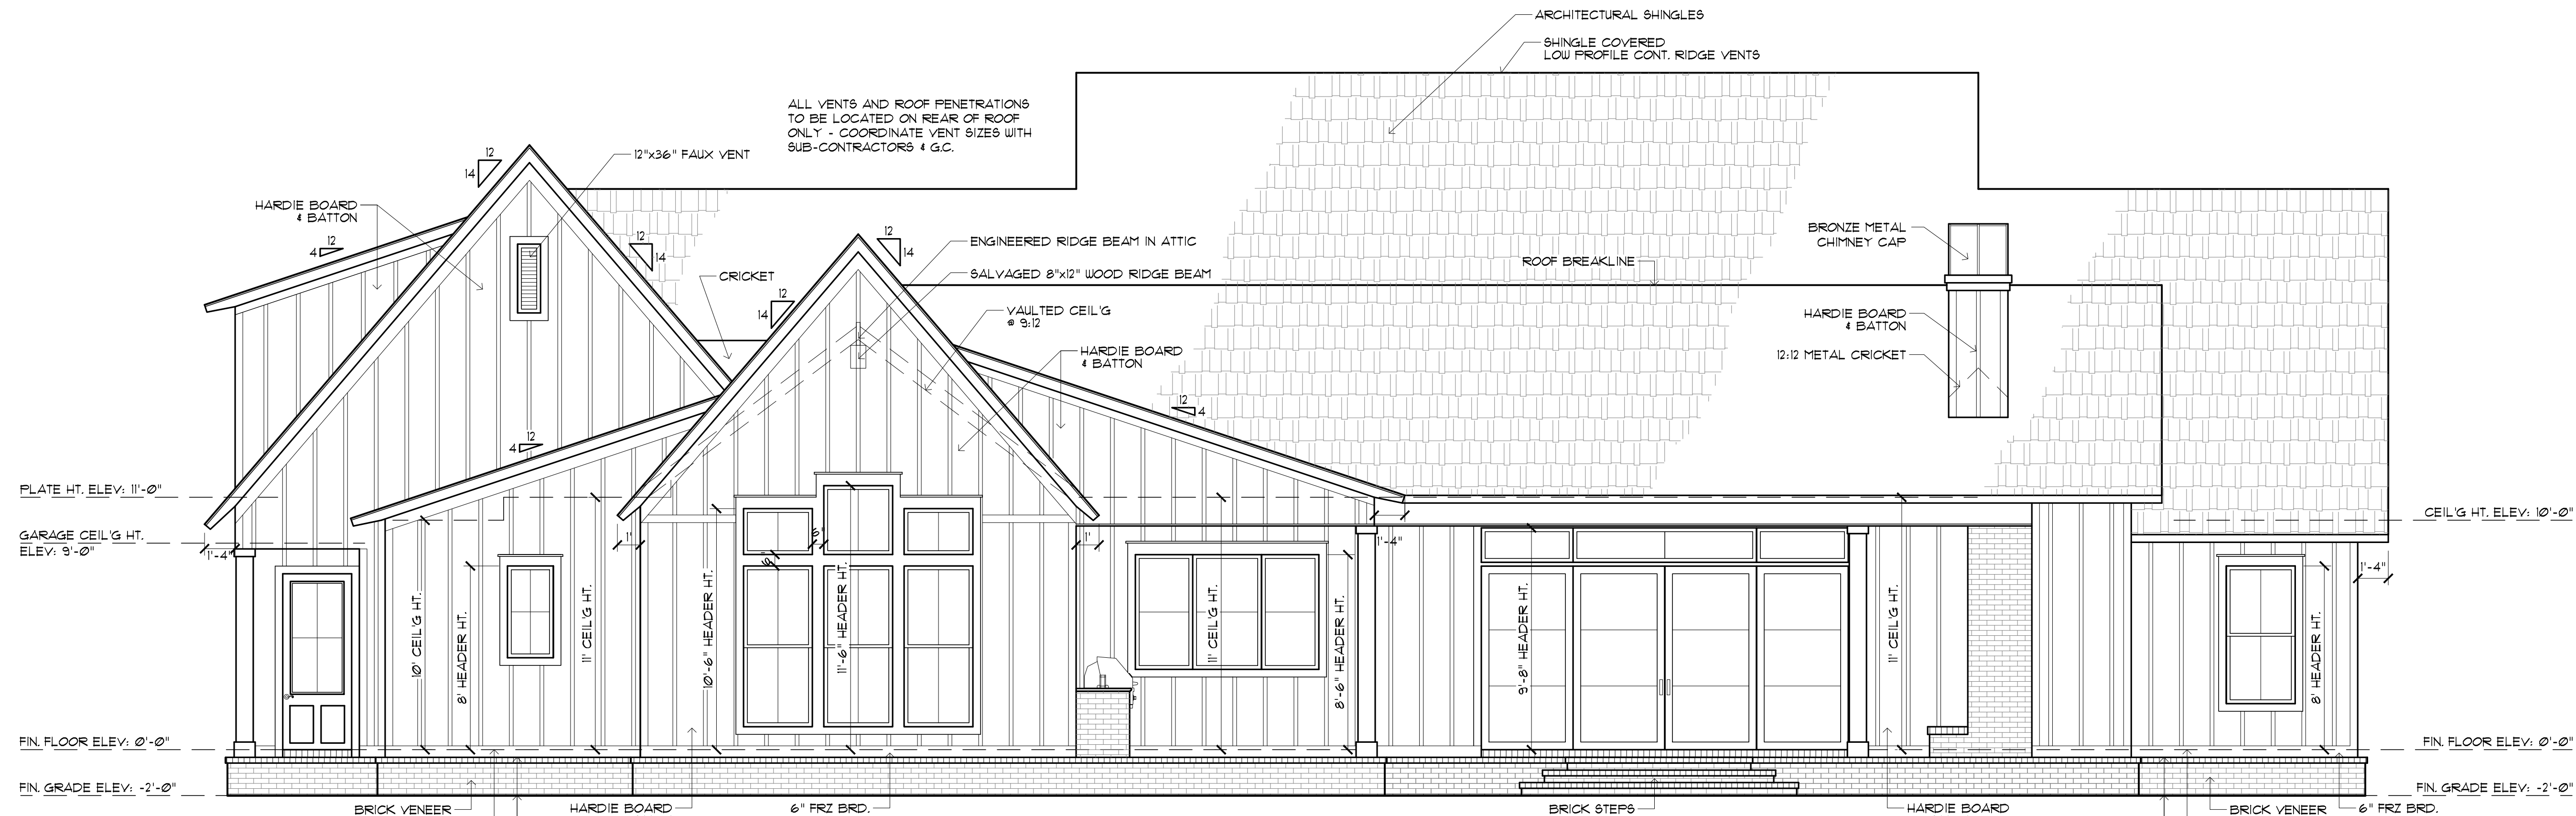 ARCHITECTURAL SHINGLES
SHINGLE COVERED
LOW PROFILE CONT. RIDGE VENTS
ALL VENTS AND ROOF PENETRATIONS
TO BE LOCATED ON REAR OF ROOF
ONLY - COORDINATE VENT SIZES WITH
SUB-CONTRACTORS & G.C.
12
14
12"x36" FAUX VENT
HARDIE BOARD
& BATTON
12
4
12
14
CRICKET
12
14
ENGINEERED RIDGE BEAM IN ATTIC
SALVAGED 8"x12" WOOD RIDGE BEAM
12
14
VAULTED CEIL'G
@ 9:12
HARDIE BOARD
& BATTON
BRONZE METAL
CHIMNEY CAP
ROOF BREAKLINE
HARDIE BOARD
& BATTON
12:12 METAL CRICKET
12
4
12
4
PLATE HT. ELEV: 11'-0"
CEIL'G HT. ELEV: 10'-0"
GARAGE CEIL'G HT.
ELEV: 9'-0"
1'-4"
1'
6"
6"
1'
1'-4"
1'-4"
10' CEIL'G HT.
8' HEADER HT.
11' CEIL'G HT.
10'-6" HEADER HT.
11'-6" HEADER HT.
11' CEIL'G HT.
8'-6" HEADER HT.
9'-8" HEADER HT.
11' CEIL'G HT.
8' HEADER HT.
FIN. FLOOR ELEV: 0'-0"
FIN. FLOOR ELEV: 0'-0"
FIN. GRADE ELEV: -2'-0"
FIN. GRADE ELEV: -2'-0"
BRICK VENEER
HARDIE BOARD
6" FRZ BRD.
BRICK STEPS
HARDIE BOARD
BRICK VENEER
6" FRZ BRD.